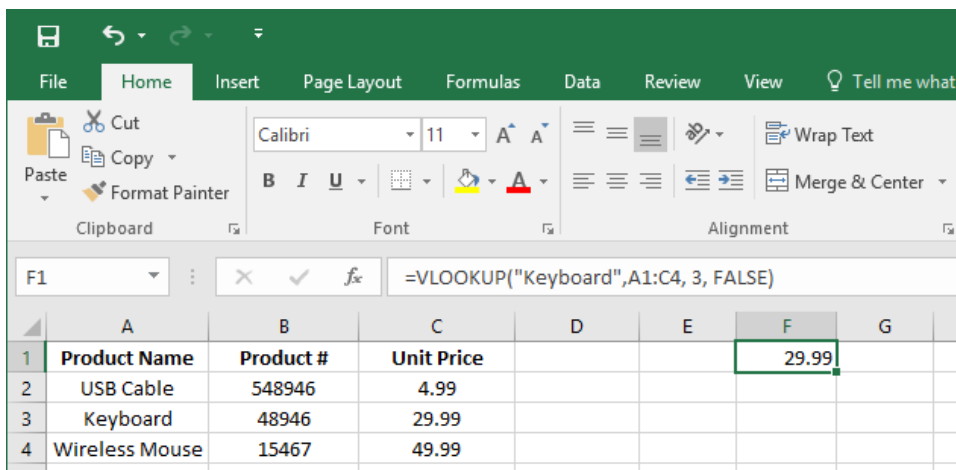 File Home Insert Page Layout Formulas Data Review View Tell me what
Cut
Copy
Paste
Format Painter
Calibri 11 A A
B I U A
Wrap Text
Merge & Center
Clipboard Font Alignment
F1 fx =VLOOKUP("Keyboard",A1:C4, 3, FALSE)
A B C D E F G
1 Product Name Product # Unit Price 29.99
2 USB Cable 548946 4.99
3 Keyboard 48946 29.99
4 Wireless Mouse 15467 49.99